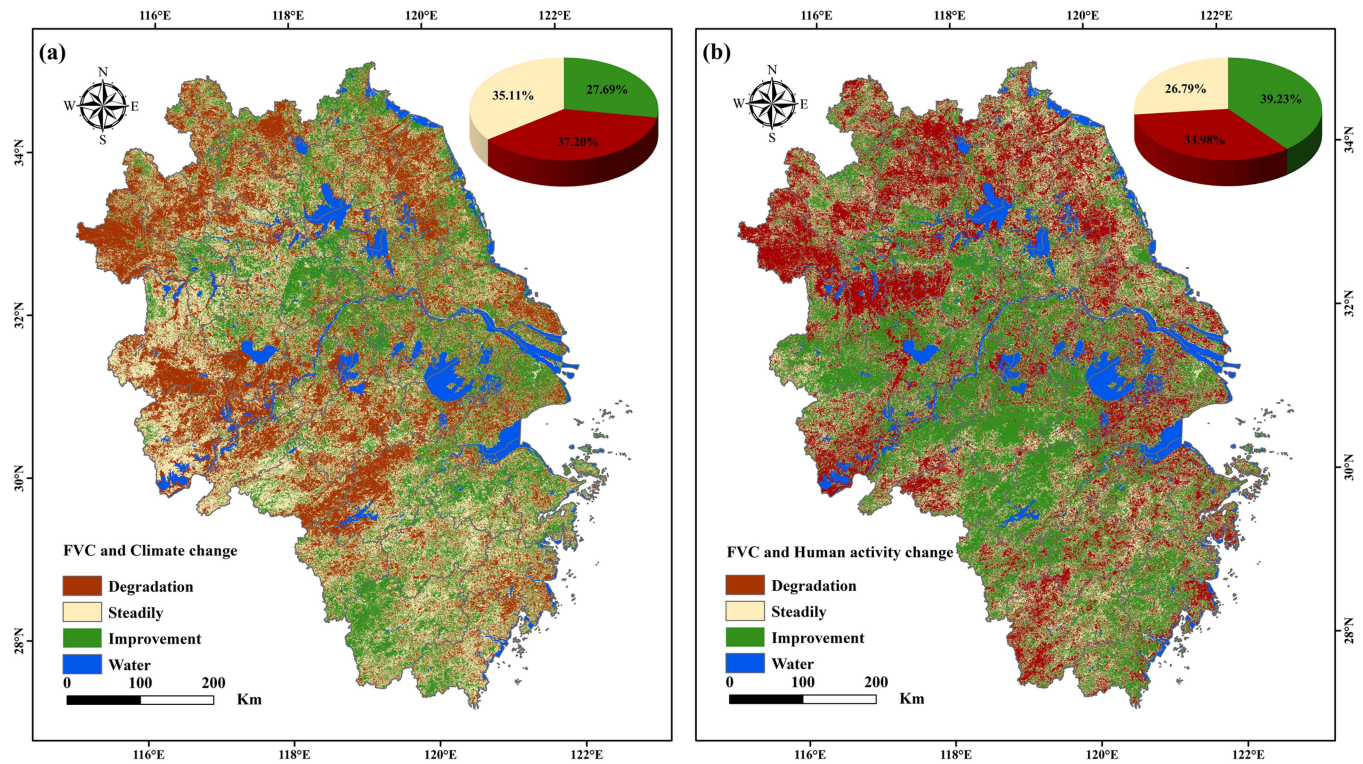 116°E 118°E 120°E 122°E
(a)
N
W E
S
35.11% 27.69%
37.20%
34°N
32°N
30°N
28°N
FVC and Climate change
Degradation
Steadily
Improvement
Water
0 100 200
Km
116°E 118°E 120°E 122°E
116°E 118°E 120°E 122°E
(b)
N
W E
S
26.79% 39.23%
33.98%
34°N
32°N
30°N
28°N
FVC and Human activity change
Degradation
Steadily
Improvement
Water
0 100 200
Km
116°E 118°E 120°E 122°E